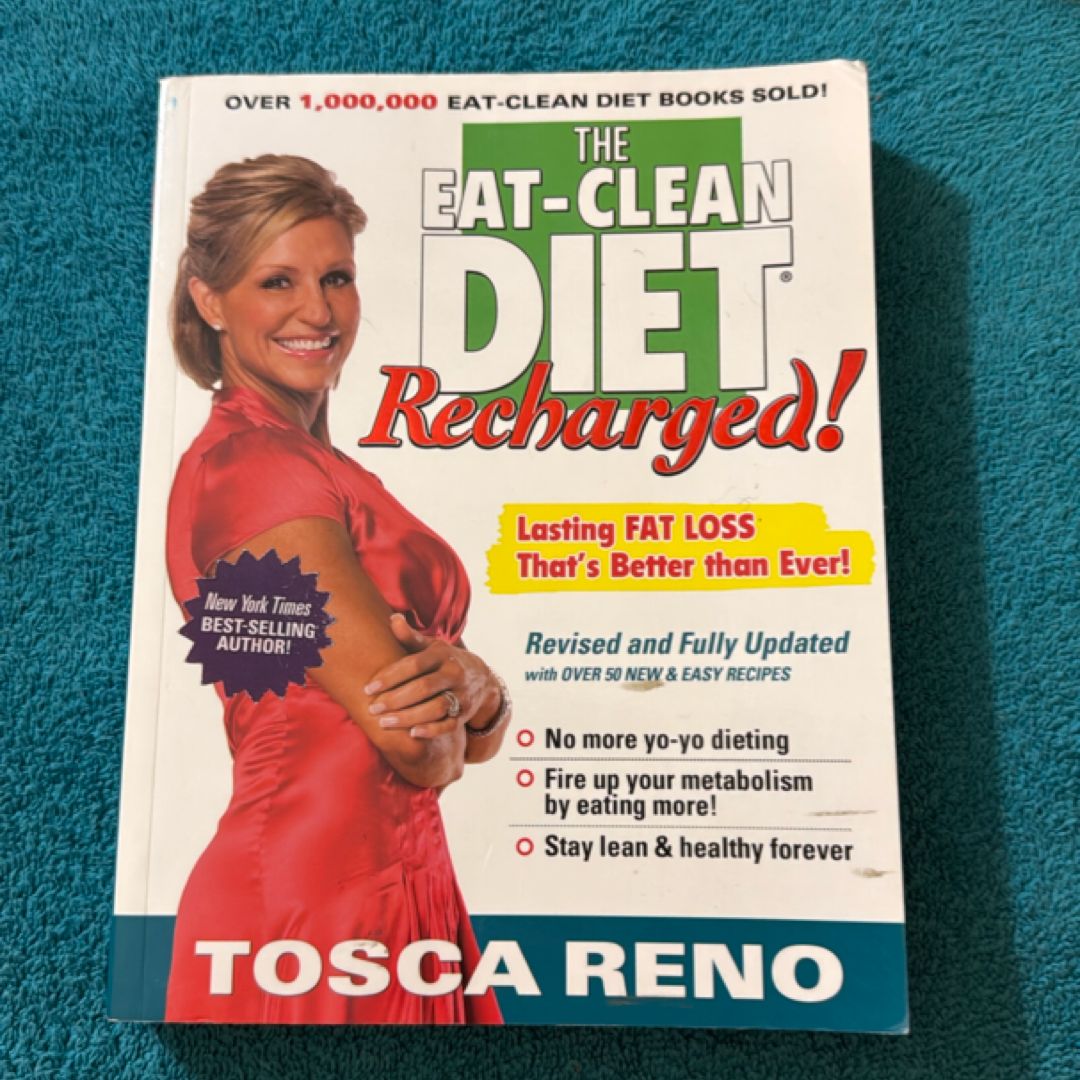 OVER 1,000,000 EAT-CLEAN DIET BOOKS SOLD!
THE
EAT-CLEAN
DIET®
Recharged!
Lasting FAT LOSS
That's Better than Ever!
New York Times
BEST-SELLING
AUTHOR!
Revised and Fully Updated
with OVER 50 NEW & EASY RECIPES
No more yo-yo dieting
Fire up your metabolism
by eating more!
Stay lean & healthy forever
TOSCA RENO